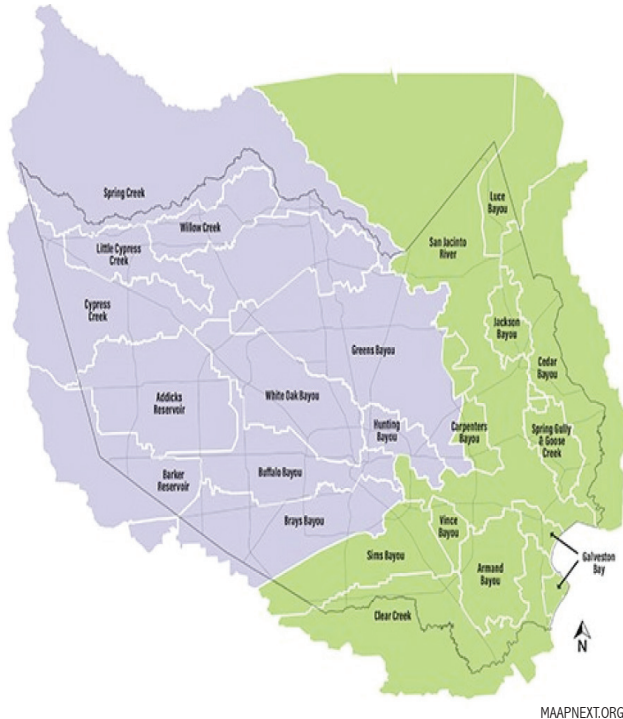 Spring Creek
Luce
Bayou
Willow Creek
San Jacinto
River
Little Cypress
Creek
Cypress
Creek
Jackson
Bayou
Greens Bayou
Cedar
Bayou
Addicks
Reservoir
White Oak Bayou
Hunting
Bayou
Carpenters
Bayou
Spring Gully
& Goose
Creek
Barker
Reservoir
Buffalo Bayou
Brays Bayou
Vince
Bayou
Sims Bayou
Armand
Bayou
Galveston
Bay
Clear Creek
N
MAAPNEXT.ORG